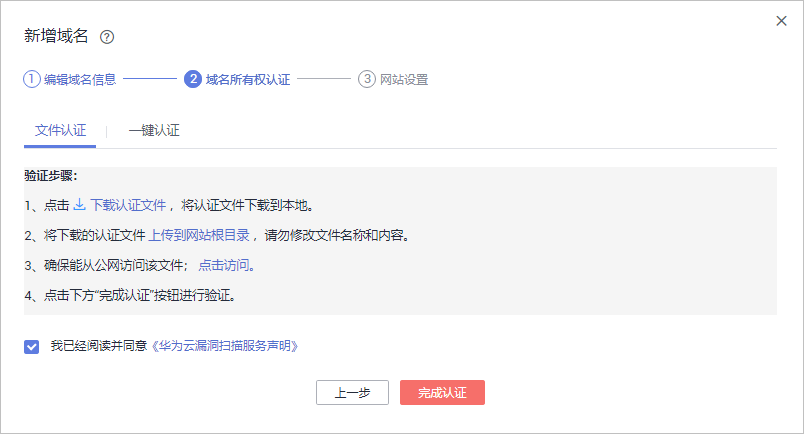 新增域名 ?
1 编辑域名信息 2 域名所有权认证 3 网站设置
文件认证 一键认证
验证步骤：
1、点击 下载认证文件 ，将认证文件下载到本地。
2、将下载的认证文件 上传到网站根目录 ，请勿修改文件名称和内容。
3、确保能从公网访问该文件； 点击访问。
4、点击下方“完成认证”按钮进行验证。
我已经阅读并同意《华为云漏洞扫描服务声明》
上一步 完成认证